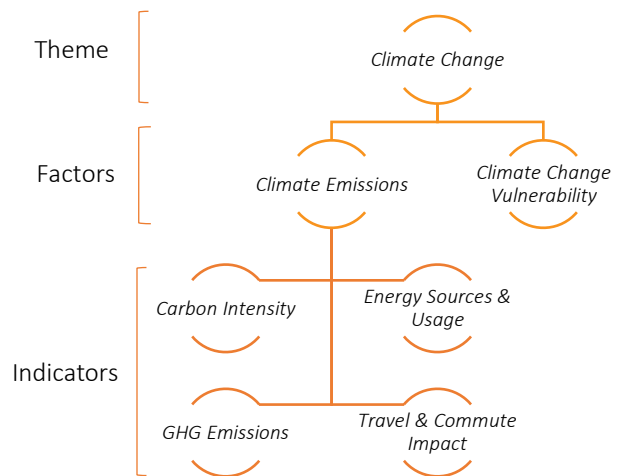 Theme
Climate Change
Factors
Climate Emissions
Climate Change
Vulnerability
Indicators
Carbon Intensity
Energy Sources &
Usage
GHG Emissions
Travel & Commute
Impact